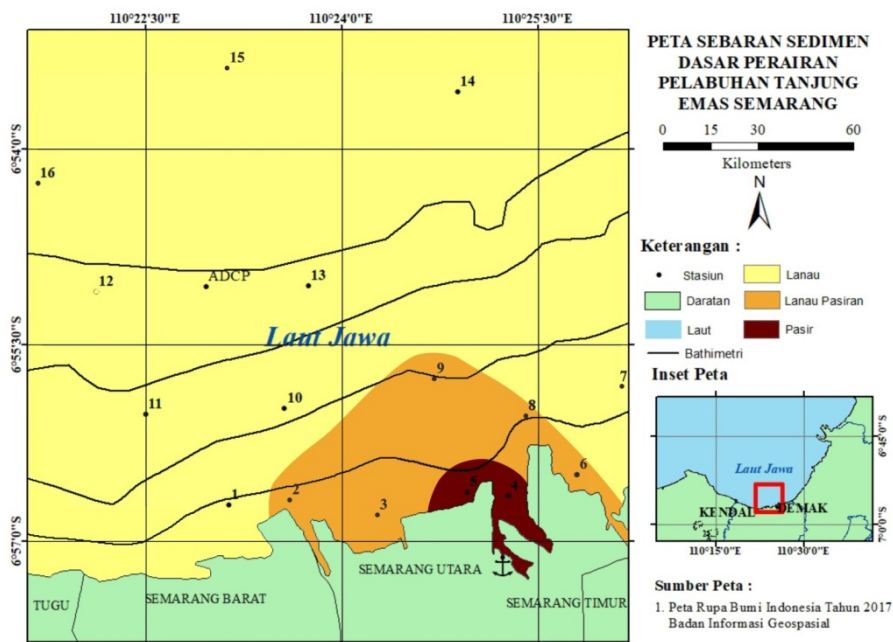 110°22'30"E 110°24'0"E 110°25'30"E
6°54'0"S
6°55'30"S
6°57'0"S
15
14
16
12
ADCP
13
Laut Jawa
9
7
11
10
8
6
1
2
3
5
4
TUGU
SEMARANG BARAT
SEMARANG UTARA
SEMARANG TIMUR
PETA SEBARAN SEDIMEN
DASAR PERAIRAN
PELABUHAN TANJUNG
EMAS SEMARANG
0 15 30 60
Kilometers
N
Keterangan :
Stasiun
Lanau
Daratan
Lanau Pasiran
Laut
Pasir
Bathimetri
Inset Peta
Laut Jawa
KENDAL
DEMAK
6°45'0"S
7°0'0"S
110°15'0"E 110°30'0"E
Sumber Peta :
1. Peta Rupa Bumi Indonesia Tahun 2017
Badan Informasi Geospasial